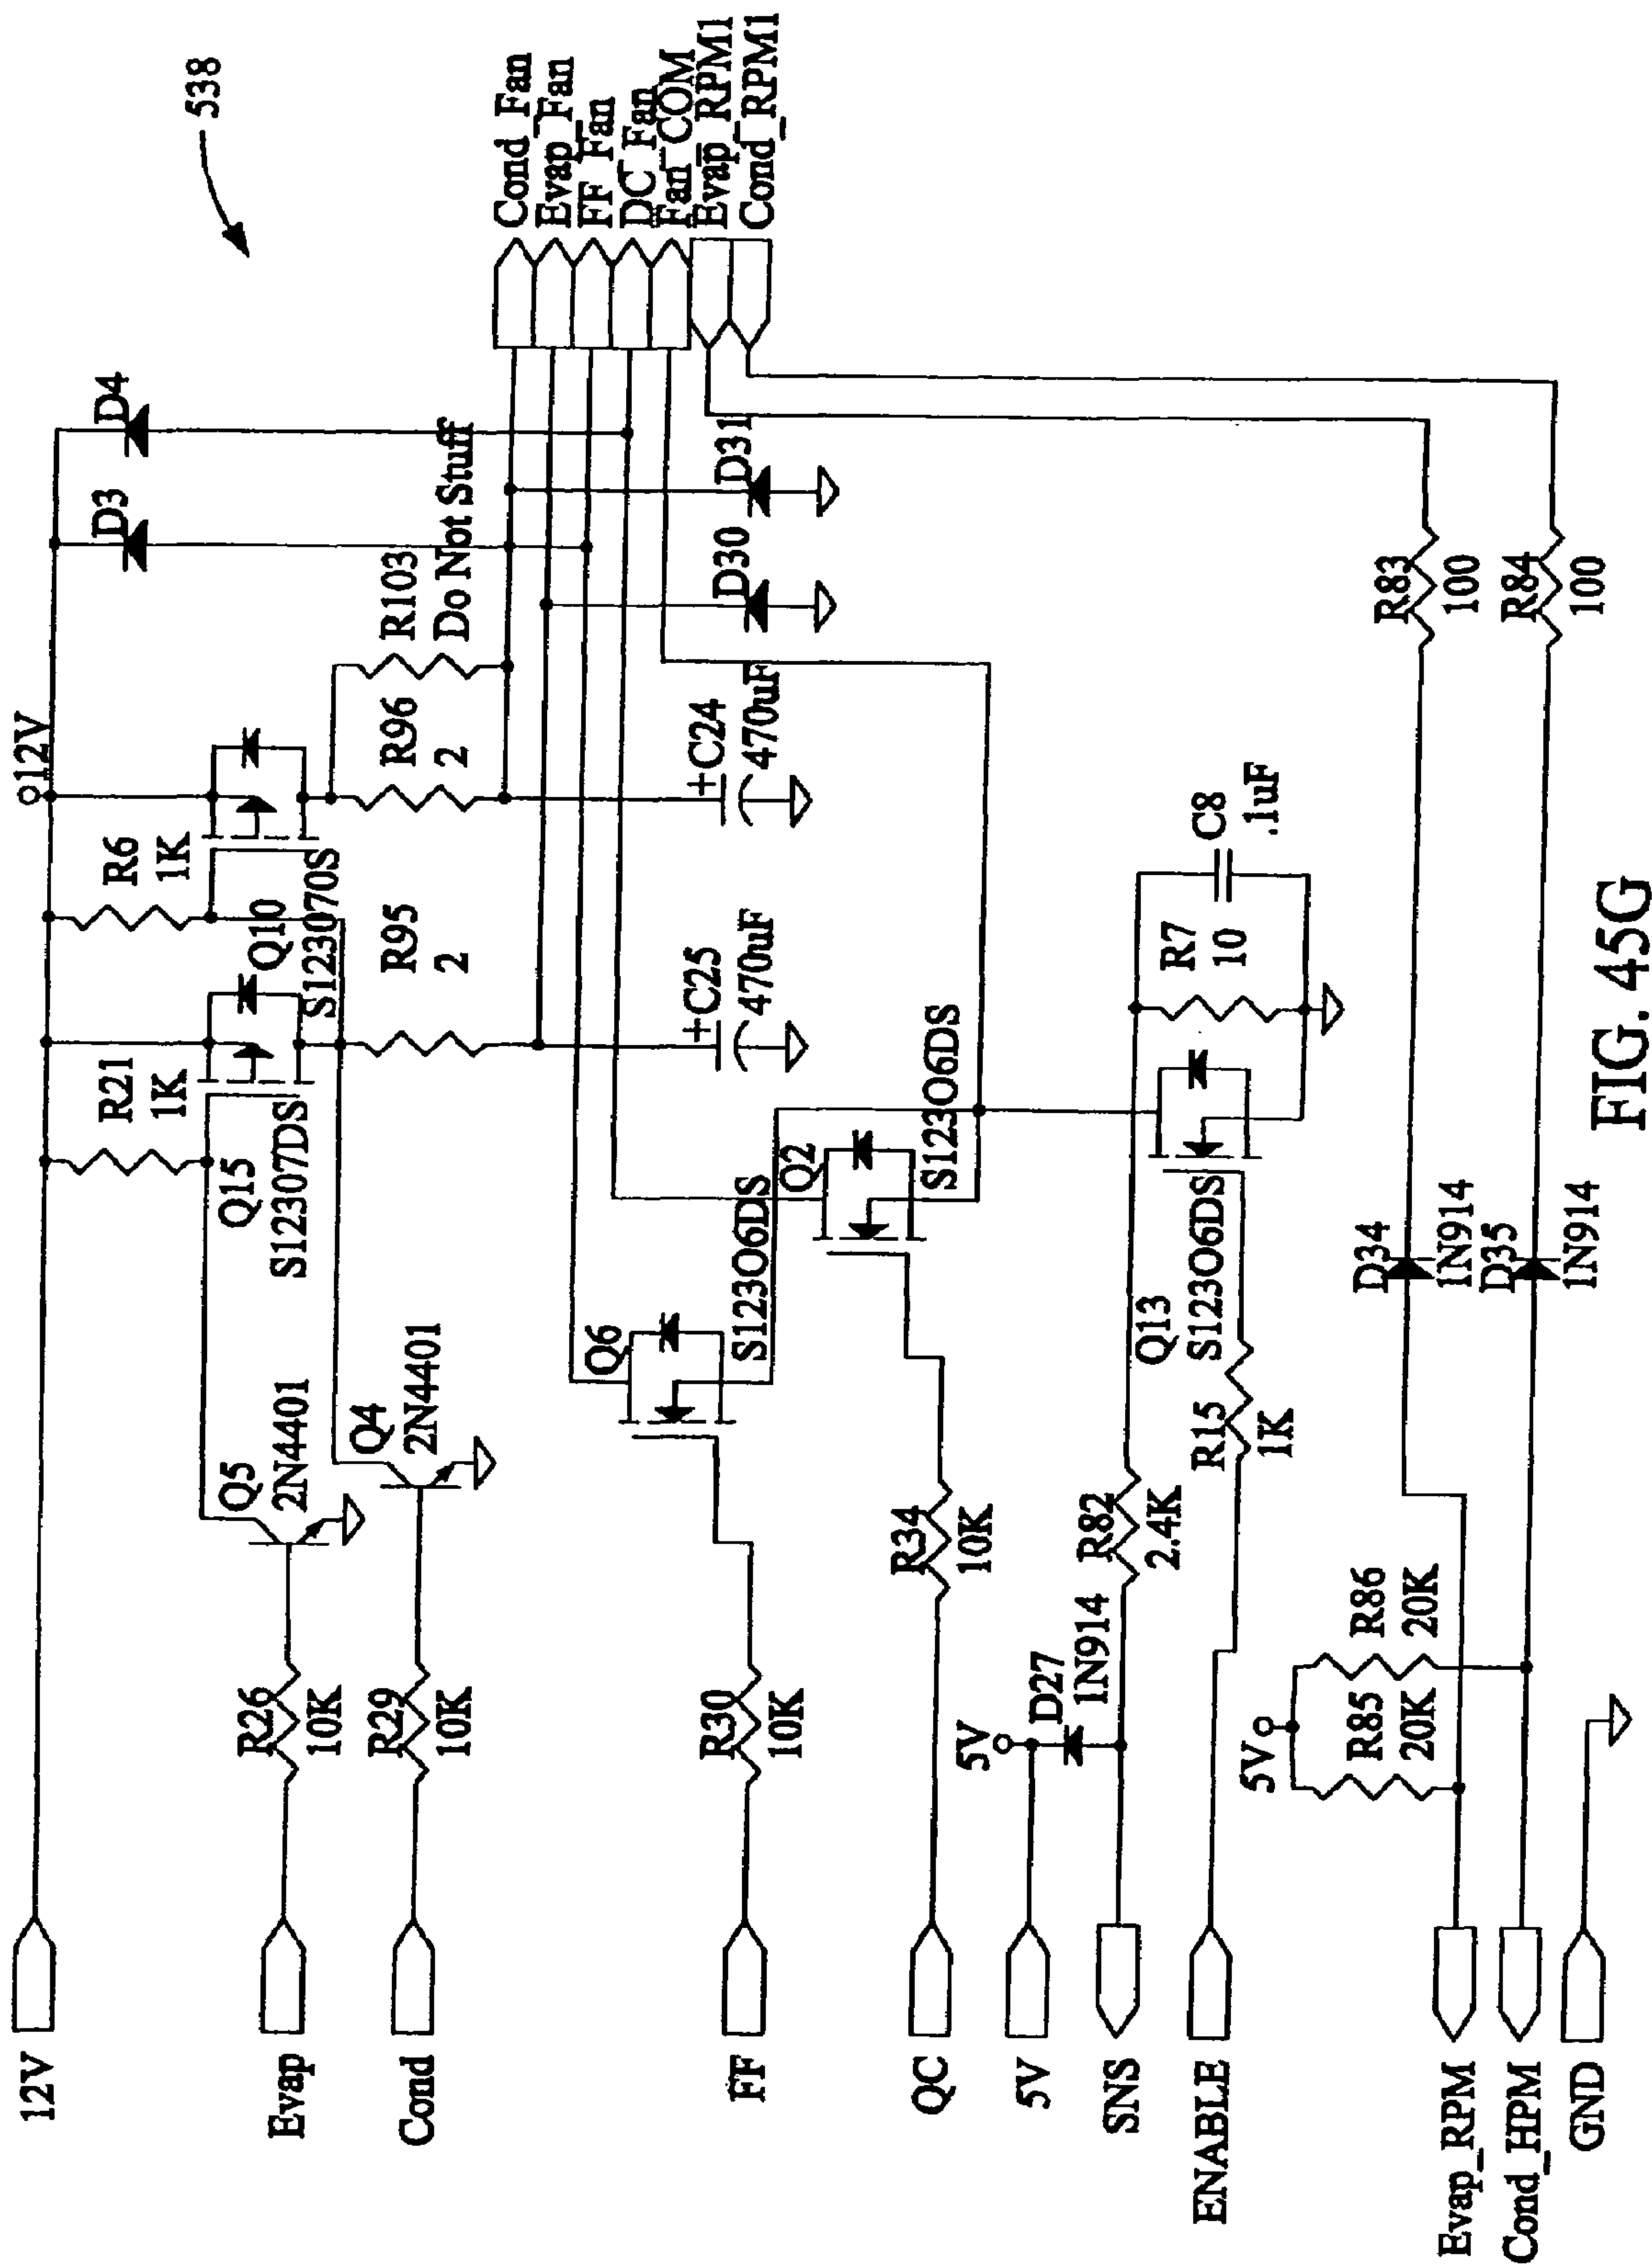 538
12V
Evap
Cond
FF
QC
5V
SNS
ENABLE
Evap_RPM
Cond_HPM
GND
Cond_Fan
Evap_Fan
FF_Fan
DC_Fan
Fan_COM
Evap_RPM1
Cond_RPM1
12V
D3
D4
R6
1K
R21
1K
Q10
S123070S
Q15
S12307DS
R103
Do Not Stuff
R96
2
R95
2
Q5
2N4401
Q4
2N4401
R26
10K
R29
10K
+C24
470uF
+C25
470uF
D30
D31
Q6
S123O6DS
Q2
S123O6DS
R30
10K
R34
10K
5V
D27
1N914
R82
2.4K
Q13
S123O6DS
R15
1K
R7
10
C8
.1uF
5V
R85
20K
R86
20K
D34
1N914
D35
1N914
R83
100
R84
100
FIG. 45G